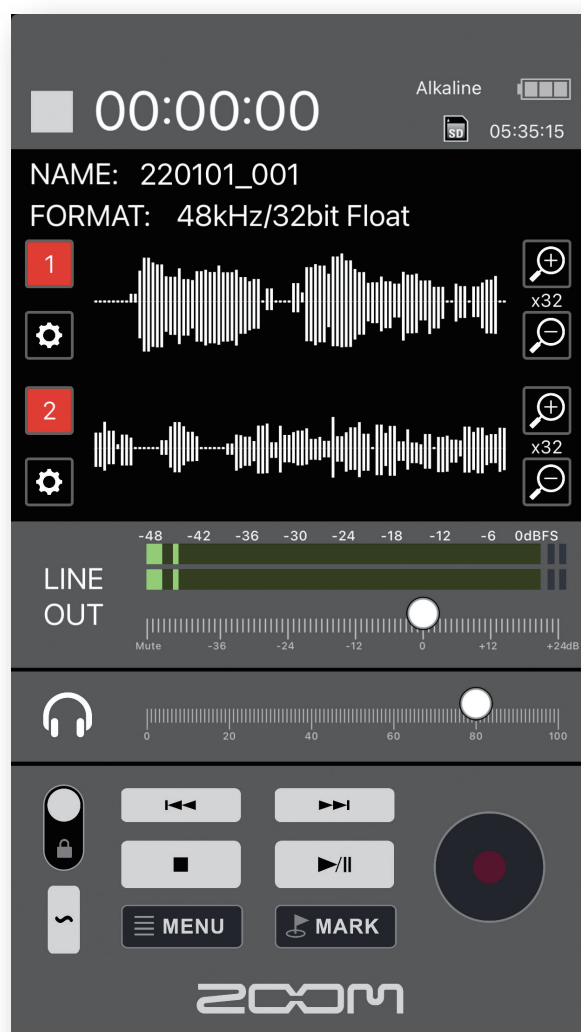 00:00:00
Alkaline
SD
05:35:15
NAME: 220101_001
FORMAT: 48kHz/32bit Float
1
x32
2
x32
-48 -42 -36 -30 -24 -18 -12 -6 0dBFS
LINE
OUT
Mute -36 -24 -12 0 +12 +24dB
0 20 40 60 80 100
MENU
MARK
ZOOM